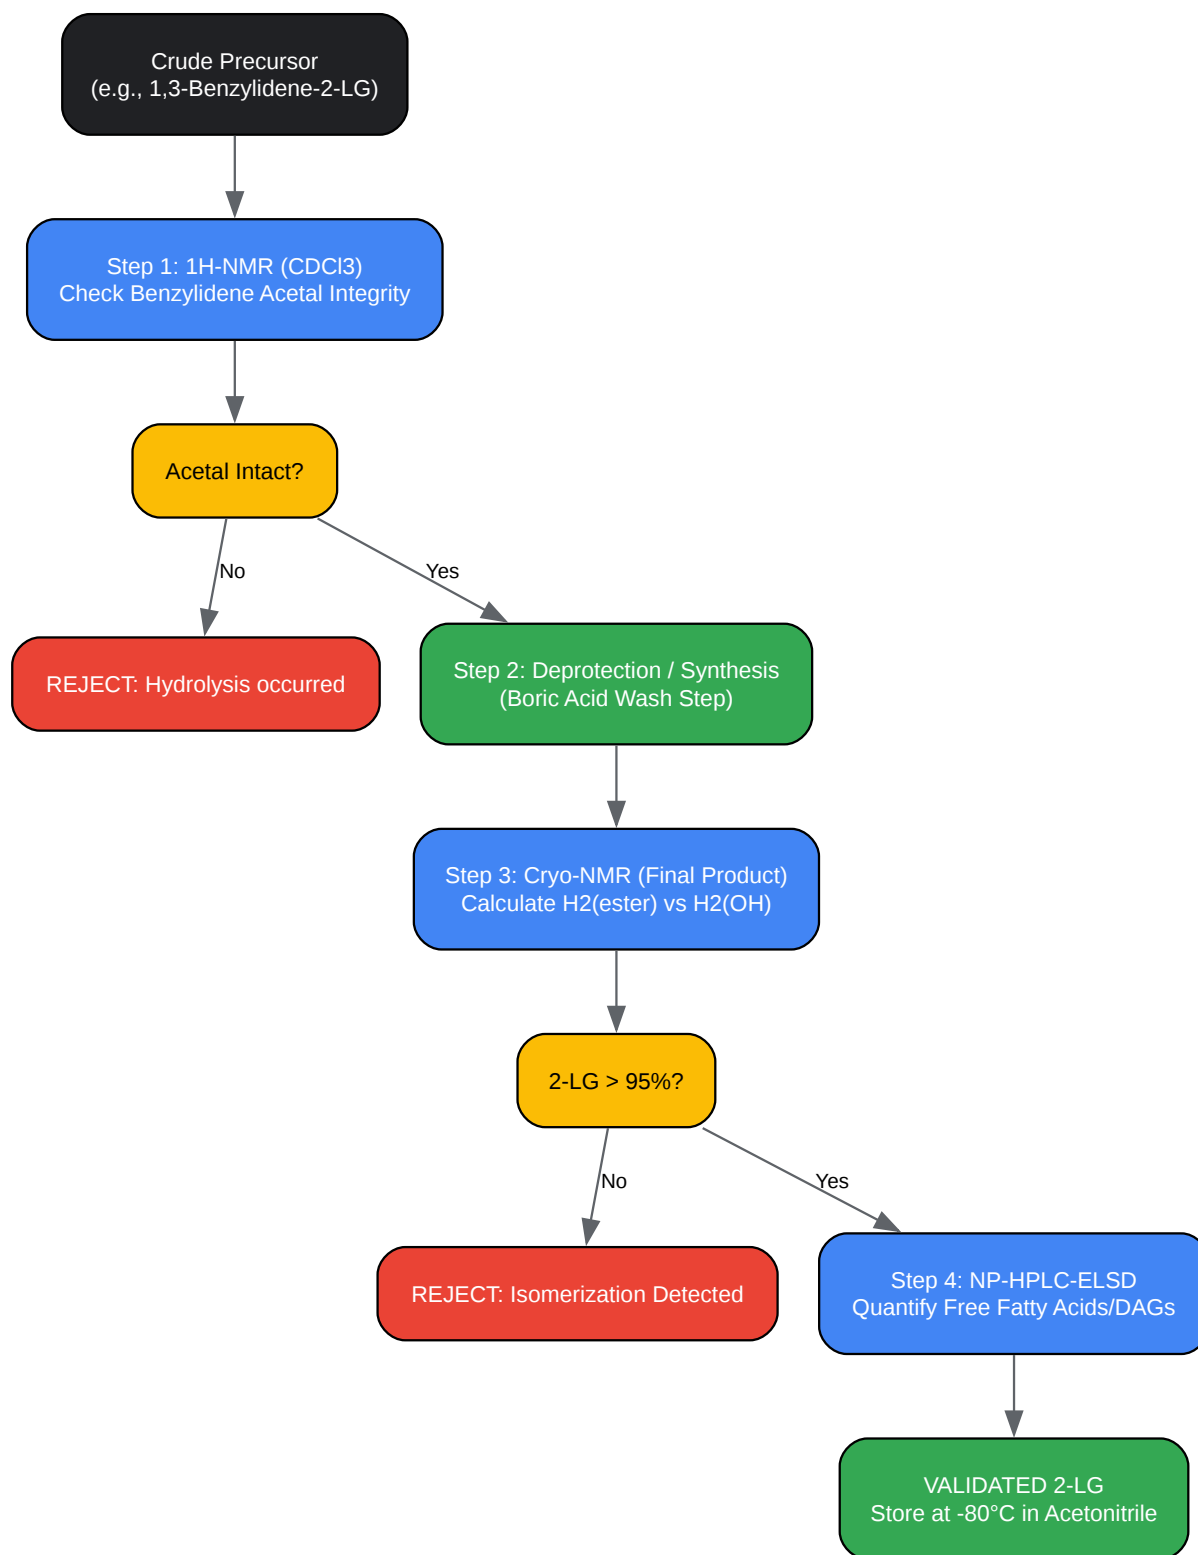 Crude Precursor
(e.g., 1,3-Benzylidene-2-LG)
Step 1: 1H-NMR (CDCl3)
Check Benzylidene Acetal Integrity
Acetal Intact?
No
Yes
REJECT: Hydrolysis occurred
Step 2: Deprotection / Synthesis
(Boric Acid Wash Step)
Step 3: Cryo-NMR (Final Product)
Calculate H2(ester) vs H2(OH)
2-LG > 95%?
No
Yes
REJECT: Isomerization Detected
Step 4: NP-HPLC-ELSD
Quantify Free Fatty Acids/DAGs
VALIDATED 2-LG
Store at -80°C in Acetonitrile